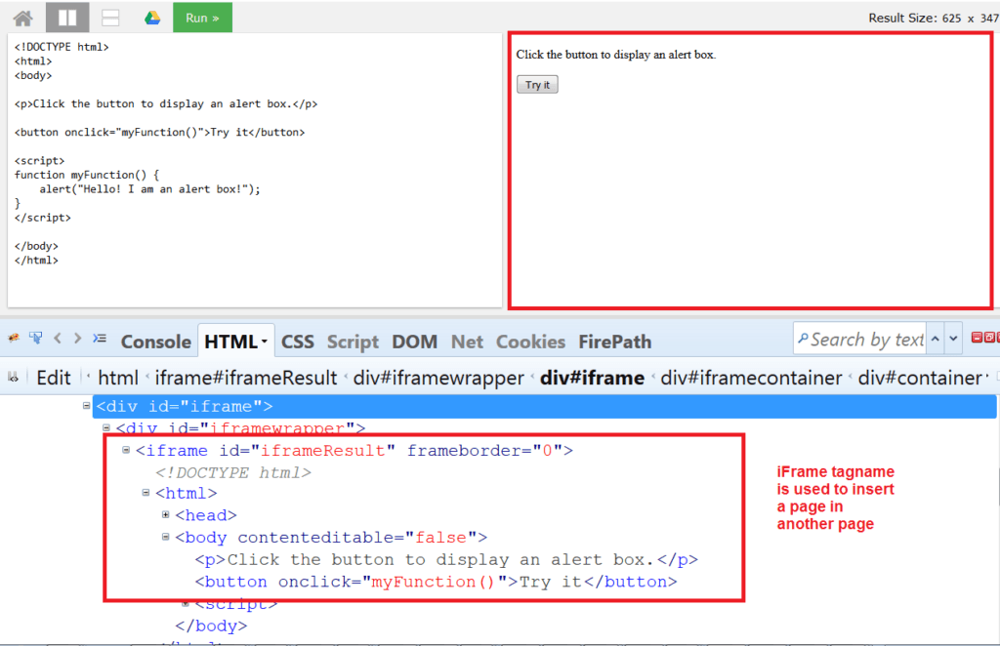 Run » Result Size: 625 x 347
<!DOCTYPE html>
<html>
<body>
<p>Click the button to display an alert box.</p>
<button onclick="myFunction()">Try it</button>
<script>
function myFunction() {
    alert("Hello! I am an alert box!");
}
</script>
</body>
</html>
Click the button to display an alert box.
Try it
Console HTML CSS Script DOM Net Cookies FirePath Search by text
Edit html iframe#iframeResult div#iframewrapper div#iframe div#iframecontainer div#container
<div id="iframe">
<div id="iframewrapper">
<iframe id="iframeResult" frameborder="0">
<!DOCTYPE html>
<html>
<head>
<body contenteditable="false">
<p>Click the button to display an alert box.</p>
<button onclick="myFunction()">Try it</button>
<script>
</body>
iFrame tagname
is used to insert
a page in
another page